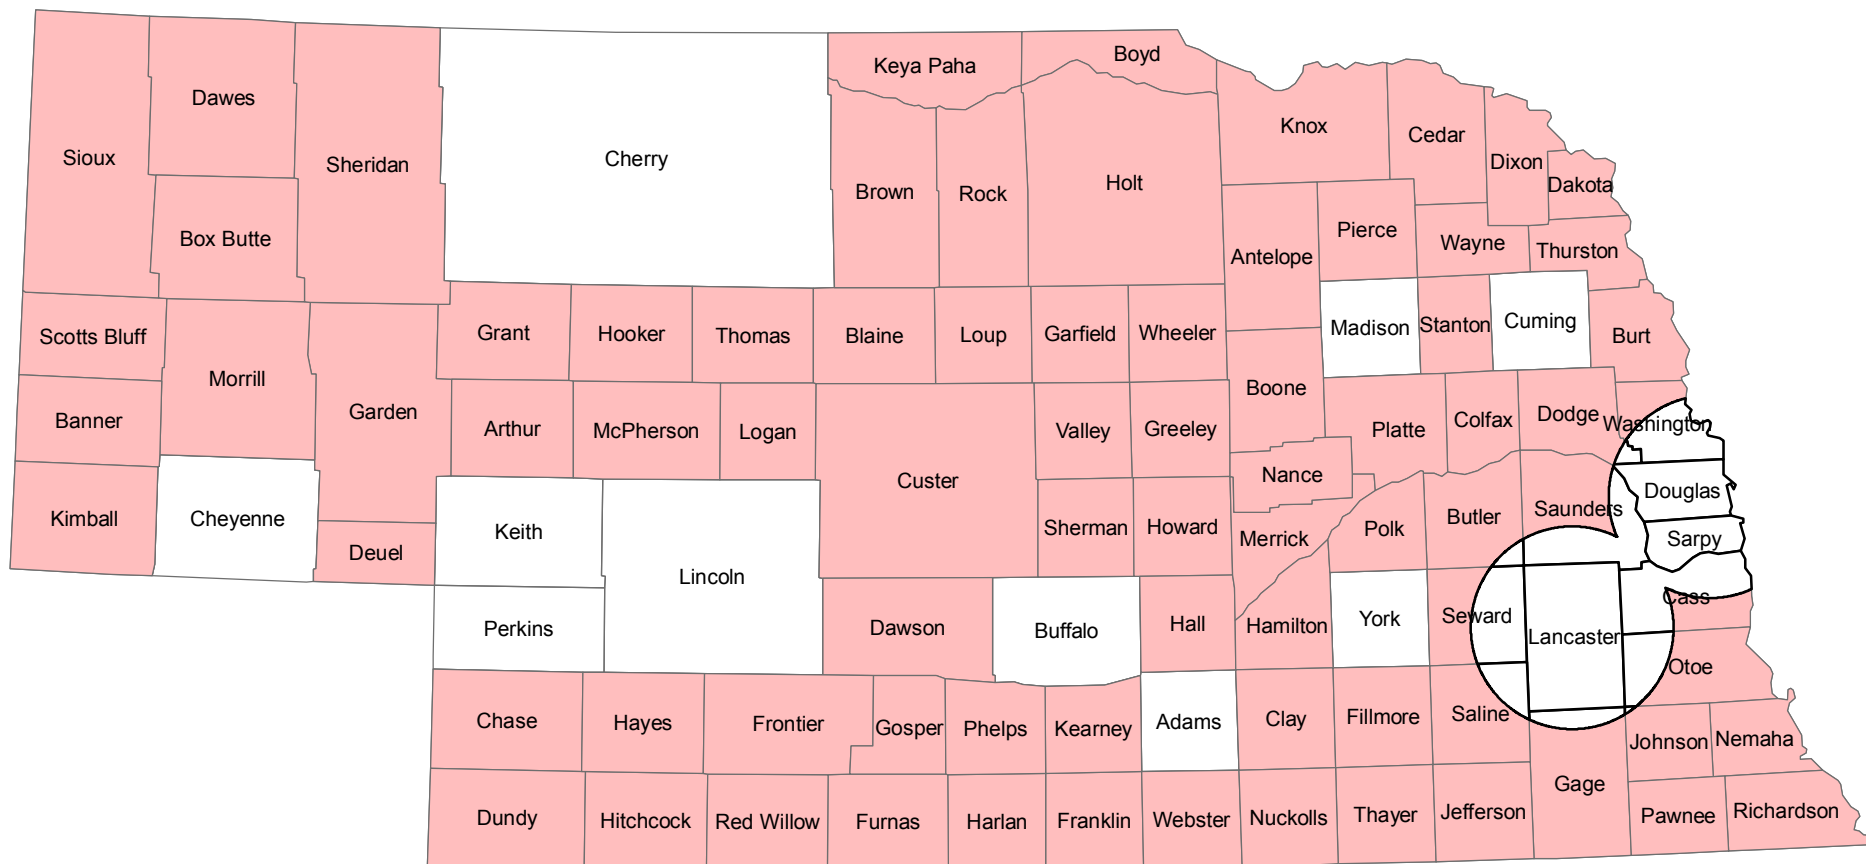 Keya Paha
Boyd
Dawes
Knox
Cedar
Sioux
Sheridan
Cherry
Dixon
Dakota
Brown
Rock
Holt
Box Butte
Pierce
Wayne
Thurston
Antelope
Scotts Bluff
Grant
Hooker
Thomas
Blaine
Loup
Garfield
Wheeler
Madison
Stanton
Cuming
Burt
Morrill
Boone
Banner
Garden
Arthur
McPherson
Logan
Valley
Greeley
Platte
Colfax
Dodge
Washington
Custer
Nance
Douglas
Kimball
Cheyenne
Keith
Sherman
Howard
Merrick
Polk
Butler
Saunders
Sarpy
Deuel
Lincoln
Cass
Perkins
Dawson
Buffalo
Hall
Hamilton
York
Seward
Lancaster
Otoe
Chase
Hayes
Frontier
Gosper
Phelps
Kearney
Adams
Clay
Fillmore
Saline
Johnson
Nemaha
Gage
Dundy
Hitchcock
Red Willow
Furnas
Harlan
Franklin
Webster
Nuckolls
Thayer
Jefferson
Pawnee
Richardson